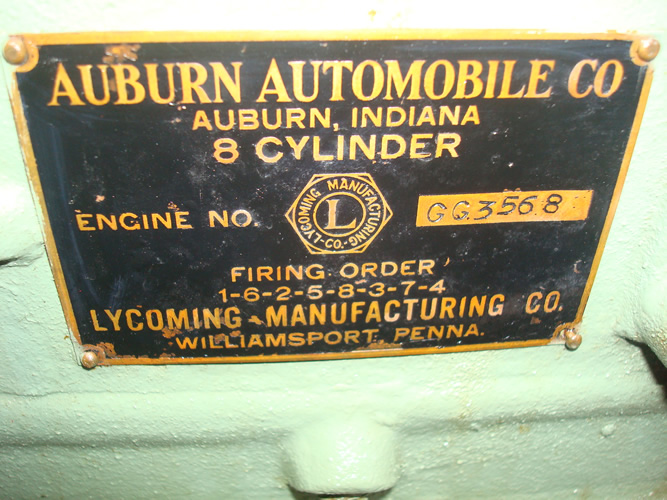 AUBURN AUTOMOBILE CO
AUBURN, INDIANA
8 CYLINDER
ENGINE NO.
LYCOMING MANUFACTURING CO.
L
GG3568
FIRING ORDER
1-6-2-5-8-3-7-4
LYCOMING MANUFACTURING CO.
WILLIAMSPORT, PENNA.